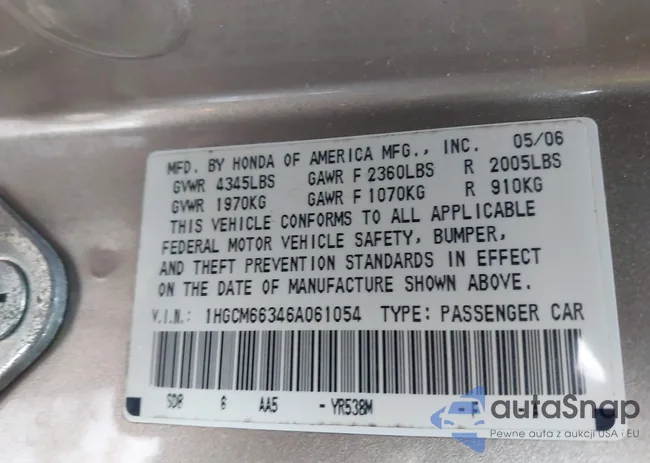 05/06
MFD. BY HONDA OF AMERICA MFG., INC.
GVWR 4345LBS GAWR F 2360LBS R 2005LBS
GVWR 1970KG GAWR F 1070KG R 910KG
THIS VEHICLE CONFORMS TO ALL APPLICABLE
FEDERAL MOTOR VEHICLE SAFETY, BUMPER,
AND THEFT PREVENTION STANDARDS IN EFFECT
ON THE DATE OF MANUFACTURE SHOWN ABOVE.
V.I.N.: 1HGCM66346A061054 TYPE: PASSENGER CAR
SDR 6 AA5 - YR538M
autoSnap
Pewne auta z aukcji USA i EU